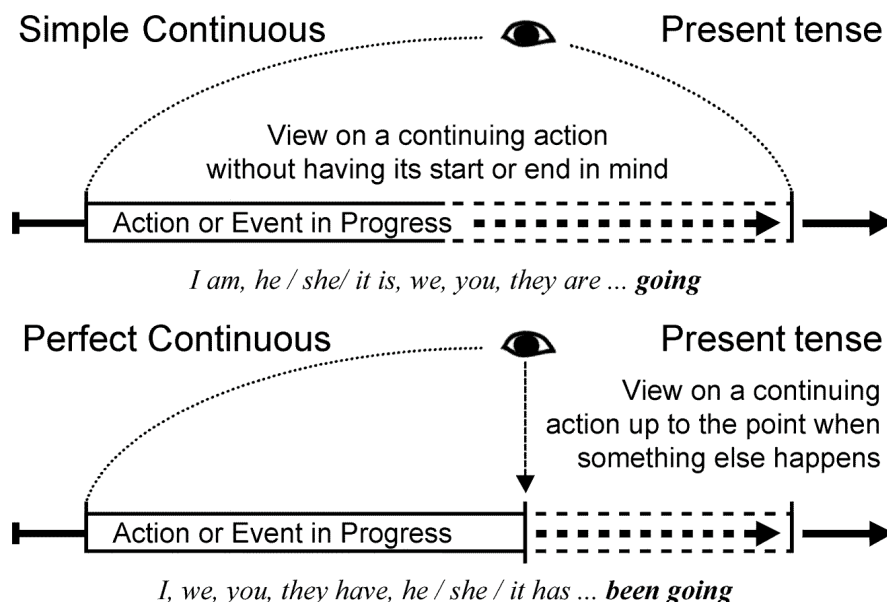 Simple Continuous Present tense
View on a continuing action
without having its start or end in mind
Action or Event in Progress
I am, he / she/ it is, we, you, they are ... going
Perfect Continuous Present tense
View on a continuing
action up to the point when
something else happens
Action or Event in Progress
I, we, you, they have, he / she / it has ... been going